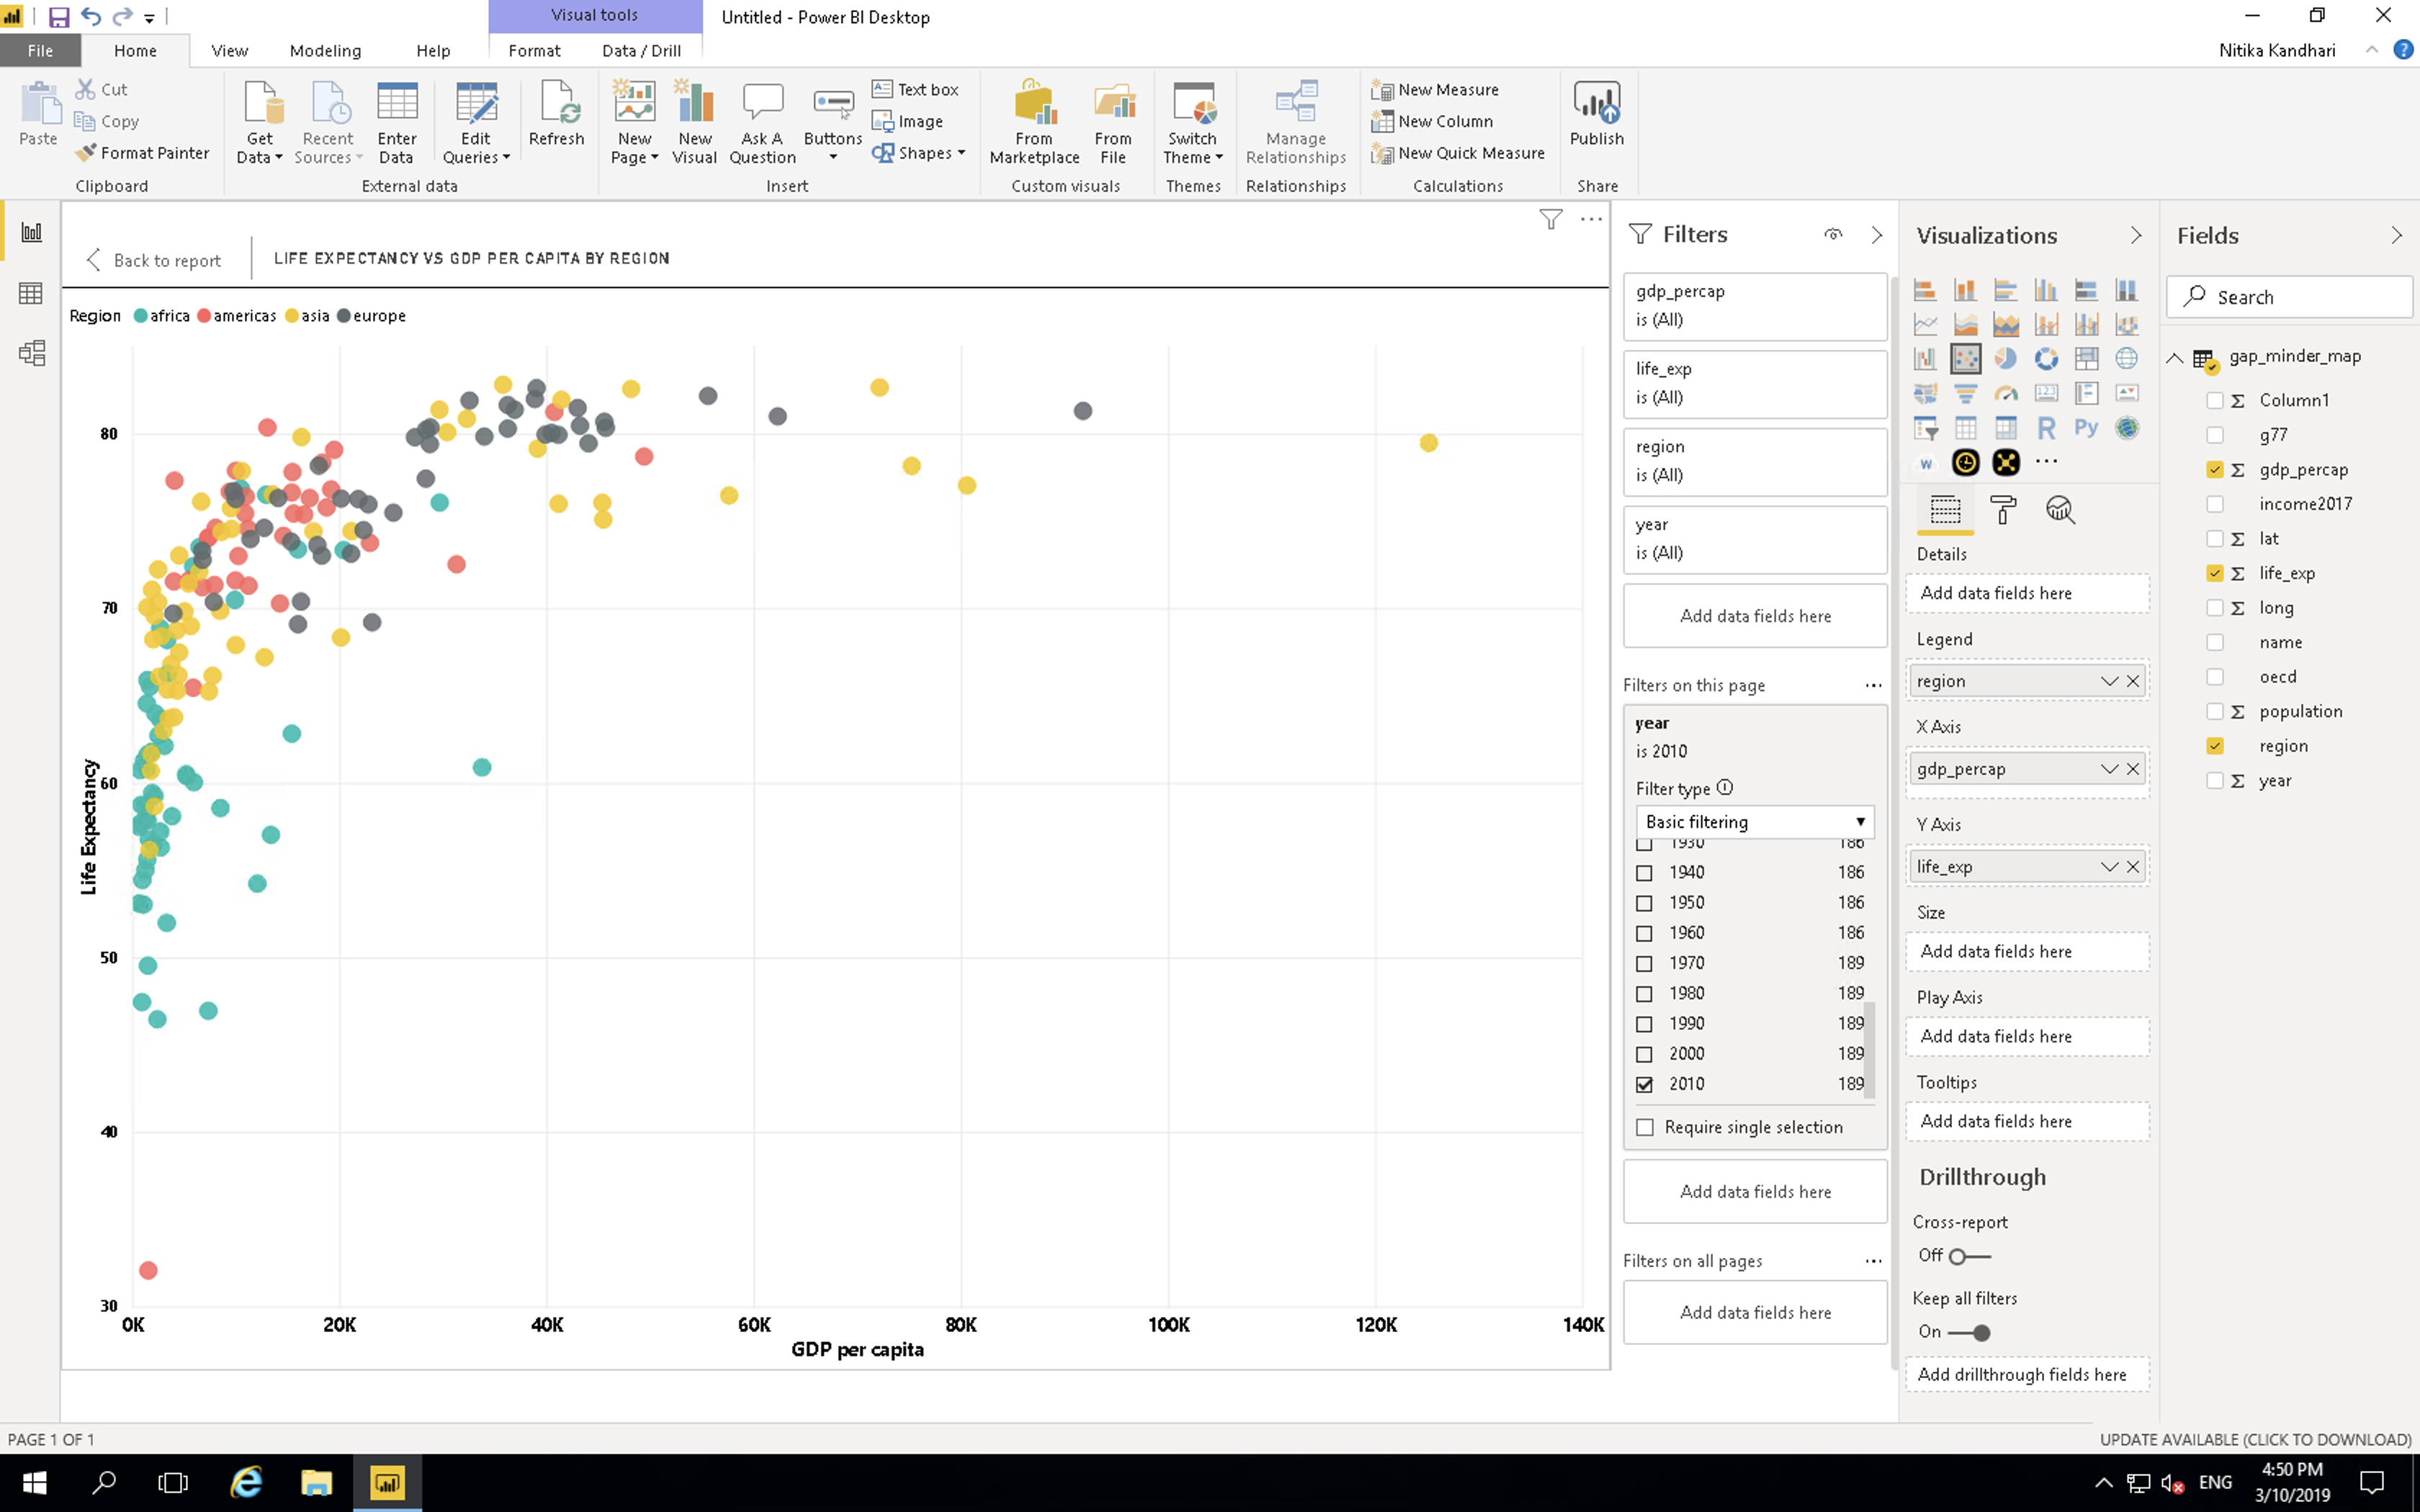 Visual tools
Untitled - Power BI Desktop
File
Home
View
Modeling
Help
Format
Data / Drill
Nitika Kandhari
Paste
Cut
Copy
Format Painter
Clipboard
Get Data
Recent Sources
Enter Data
Edit Queries
Refresh
External data
New Page
New Visual
Ask A Question
Buttons
Text box
Image
Shapes
Insert
From Marketplace
From File
Custom visuals
Switch Theme
Themes
Manage Relationships
Relationships
New Measure
New Column
New Quick Measure
Calculations
Publish
Share
Back to report
LIFE EXPECTANCY VS GDP PER CAPITA BY REGION
Region africa americas asia europe
80
70
60
50
40
30
Life Expectancy
0K 20K 40K 60K 80K 100K 120K 140K
GDP per capita
Filters
gdp_percap
is (All)
life_exp
is (All)
region
is (All)
year
is (All)
Add data fields here
Filters on this page
year
is 2010
Filter type
Basic filtering
1930 186
1940 186
1950 186
1960 186
1970 189
1980 189
1990 189
2000 189
2010 189
Require single selection
Add data fields here
Filters on all pages
Add data fields here
Visualizations
123
R
Py
W
Details
Add data fields here
Legend
region
X Axis
gdp_percap
Y Axis
life_exp
Size
Add data fields here
Play Axis
Add data fields here
Tooltips
Add data fields here
Drillthrough
Cross-report
Off
Keep all filters
On
Add drillthrough fields here
Fields
Search
gap_minder_map
Σ Column1
g77
Σ gdp_percap
income2017
Σ lat
Σ life_exp
Σ long
name
oecd
Σ population
region
Σ year
PAGE 1 OF 1
UPDATE AVAILABLE (CLICK TO DOWNLOAD)
ENG
4:50 PM
3/10/2019